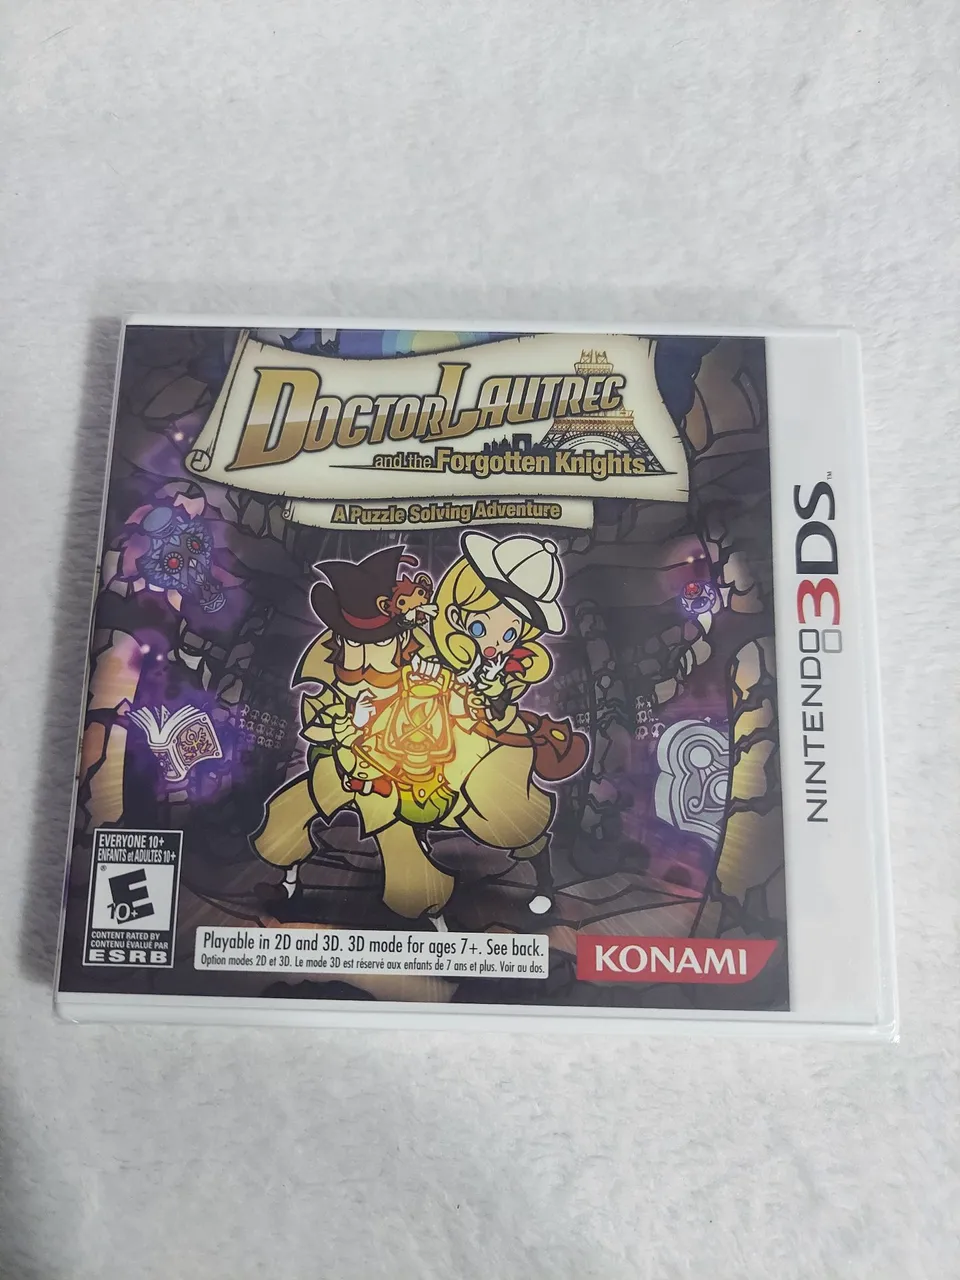 DOCTOR LAUTREC
and the Forgotten Knights
A Puzzle Solving Adventure
NINTENDO 3DS™
EVERYONE 10+
ENFANTS et ADULTES 10+
E
10+
®
CONTENT RATED BY
CONTENU ÉVALUÉ PAR
ESRB
Playable in 2D and 3D. 3D mode for ages 7+. See back.
Option modes 2D et 3D. Le mode 3D est réservé aux enfants de 7 ans et plus. Voir au dos.
KONAMI